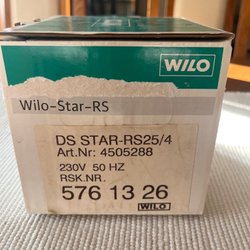 WILO
Wilo-Star-RS
DS STAR-RS25/4
Art.Nr: 4505288
230V 50 HZ
RSK.NR.
576 13 26
WILO